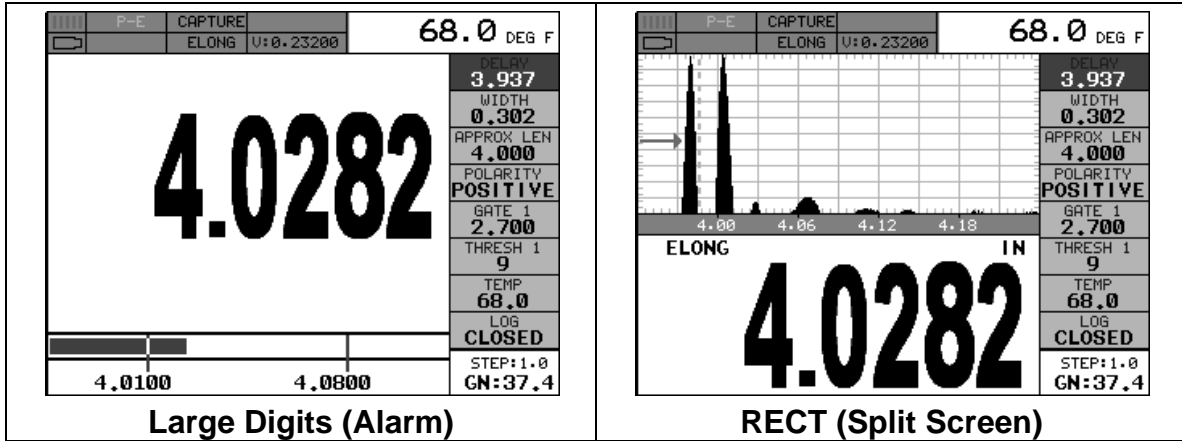 P-E CAPTURE
ELONG V:0.23200
68.0 DEG F
4.0282
DELAY
3.937
WIDTH
0.302
APPROX LEN
4.000
POLARITY
POSITIVE
GATE 1
2.700
THRESH 1
9
TEMP
68.0
LOG
CLOSED
STEP:1.0
GN:37.4
4.0100 4.0800
Large Digits (Alarm)
P-E CAPTURE
ELONG V:0.23200
68.0 DEG F
4.00 4.06 4.12 4.18
ELONG IN
4.0282
DELAY
3.937
WIDTH
0.302
APPROX LEN
4.000
POLARITY
POSITIVE
GATE 1
2.700
THRESH 1
9
TEMP
68.0
LOG
CLOSED
STEP:1.0
GN:37.4
RECT (Split Screen)